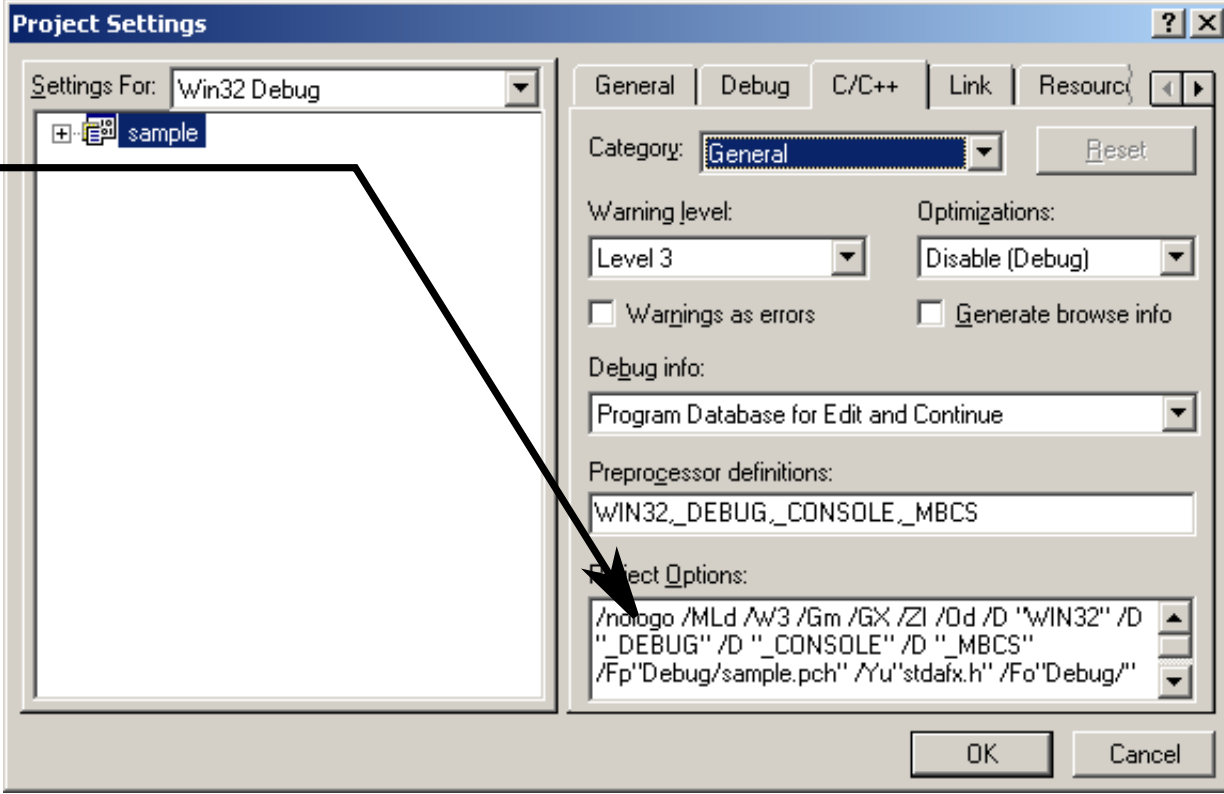 Project Settings
Settings For: Win32 Debug
sample
General Debug C/C++ Link Resourc
Category: General Reset
Warning level: Optimizations:
Level 3 Disable (Debug)
Warnings as errors Generate browse info
Debug info:
Program Database for Edit and Continue
Preprocessor definitions:
WIN32,_DEBUG,_CONSOLE,_MBCS
Project Options:
/nologo /MLd /W3 /Gm /GX /ZI /Od /D "WIN32" /D
"_DEBUG" /D "_CONSOLE" /D "_MBCS"
/Fp"Debug/sample.pch" /Yu"stdafx.h" /Fo"Debug/"
OK Cancel